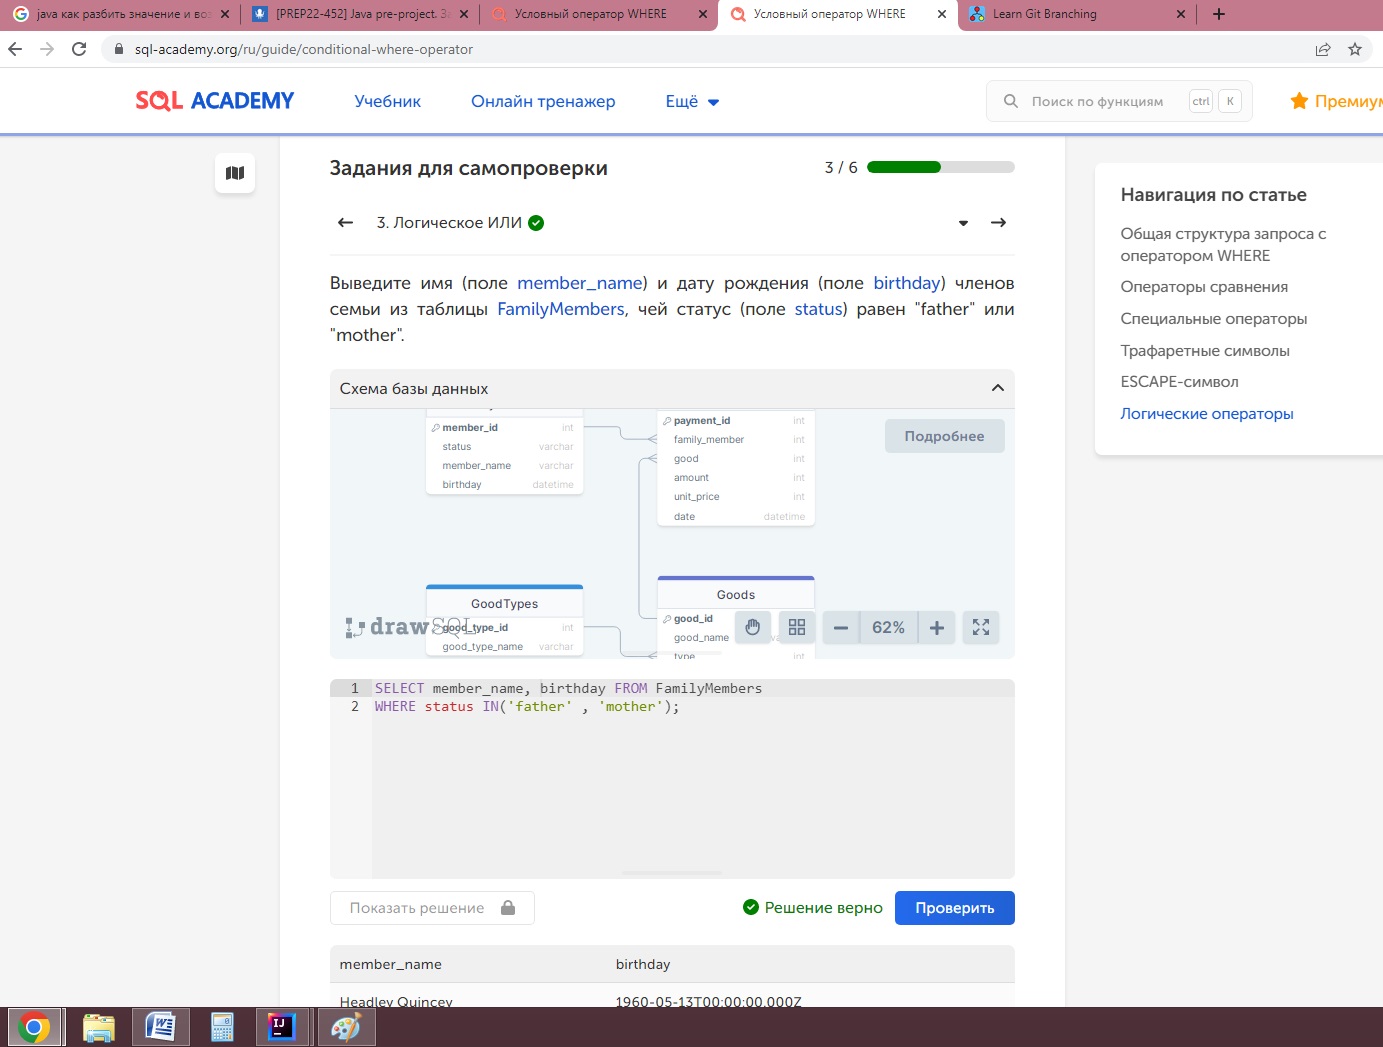 java как разбить значение и воз
[PREP22-452] Java pre-project. За
Условный оператор WHERE
Условный оператор WHERE
Learn Git Branching
sql-academy.org/ru/guide/conditional-where-operator
SQL ACADEMY
Учебник
Онлайн тренажер
Ещё
Поиск по функциям
ctrl
K
Премиум
Задания для самопроверки
3 / 6
3. Логическое ИЛИ
Выведите имя (поле member_name) и дату рождения (поле birthday) членов
семьи из таблицы FamilyMembers, чей статус (поле status) равен "father" или
"mother".
Схема базы данных
member_id int
status varchar
member_name varchar
birthday datetime
payment_id int
family_member int
good int
amount int
unit_price int
date datetime
Подробнее
GoodTypes
good_type_id int
good_type_name varchar
Goods
good_id
good_name va
type int
drawSQL
62%
1 SELECT member_name, birthday FROM FamilyMembers
2 WHERE status IN('father' , 'mother');
Показать решение
Решение верно
Проверить
member_name birthday
Headley Quincey 1960-05-13T00:00:00.000Z
Навигация по статье
Общая структура запроса с
оператором WHERE
Операторы сравнения
Специальные операторы
Трафаретные символы
ESCAPE-символ
Логические операторы